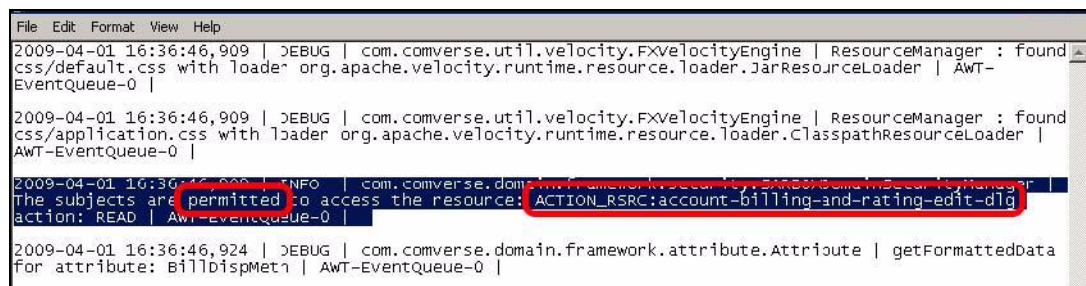 File Edit Format View Help
2009-04-01 16:36:46,909 | DEBUG | com.comverse.util.velocity.FXVelocityEngine | ResourceManager : found
css/default.css with loader org.apache.velocity.runtime.resource.loader.JarResourceLoader | AWT-
EventQueue-0 |
2009-04-01 16:36:46,909 | DEBUG | com.comverse.util.velocity.FXVelocityEngine | ResourceManager : found
css/application.css with loader org.apache.velocity.runtime.resource.loader.ClasspathResourceLoader |
AWT-EventQueue-0 |
2009-04-01 16:36:46,909 | INFO | |
The subjects are permitted to access the resource: ACTION_RSRC:account-billing-and-rating-edit-dlg
action: READ | AWT-EventQueue-0 |
2009-04-01 16:36:46,924 | DEBUG | com.comverse.domain.framework.attribute.Attribute | getFormattedData
for attribute: BillDispMeth | AWT-EventQueue-0 |